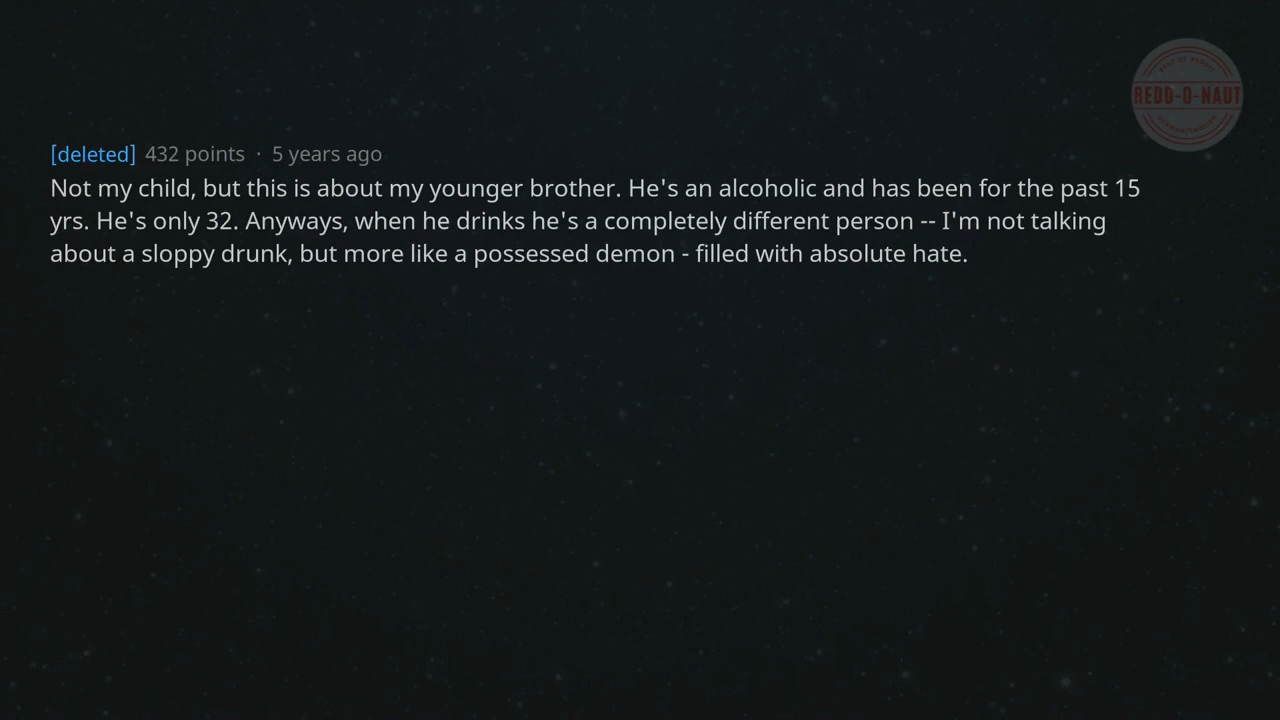 REDD-O-NAUT
[deleted] 432 points · 5 years ago
Not my child, but this is about my younger brother. He's an alcoholic and has been for the past 15
yrs. He's only 32. Anyways, when he drinks he's a completely different person -- I'm not talking
about a sloppy drunk, but more like a possessed demon - filled with absolute hate.